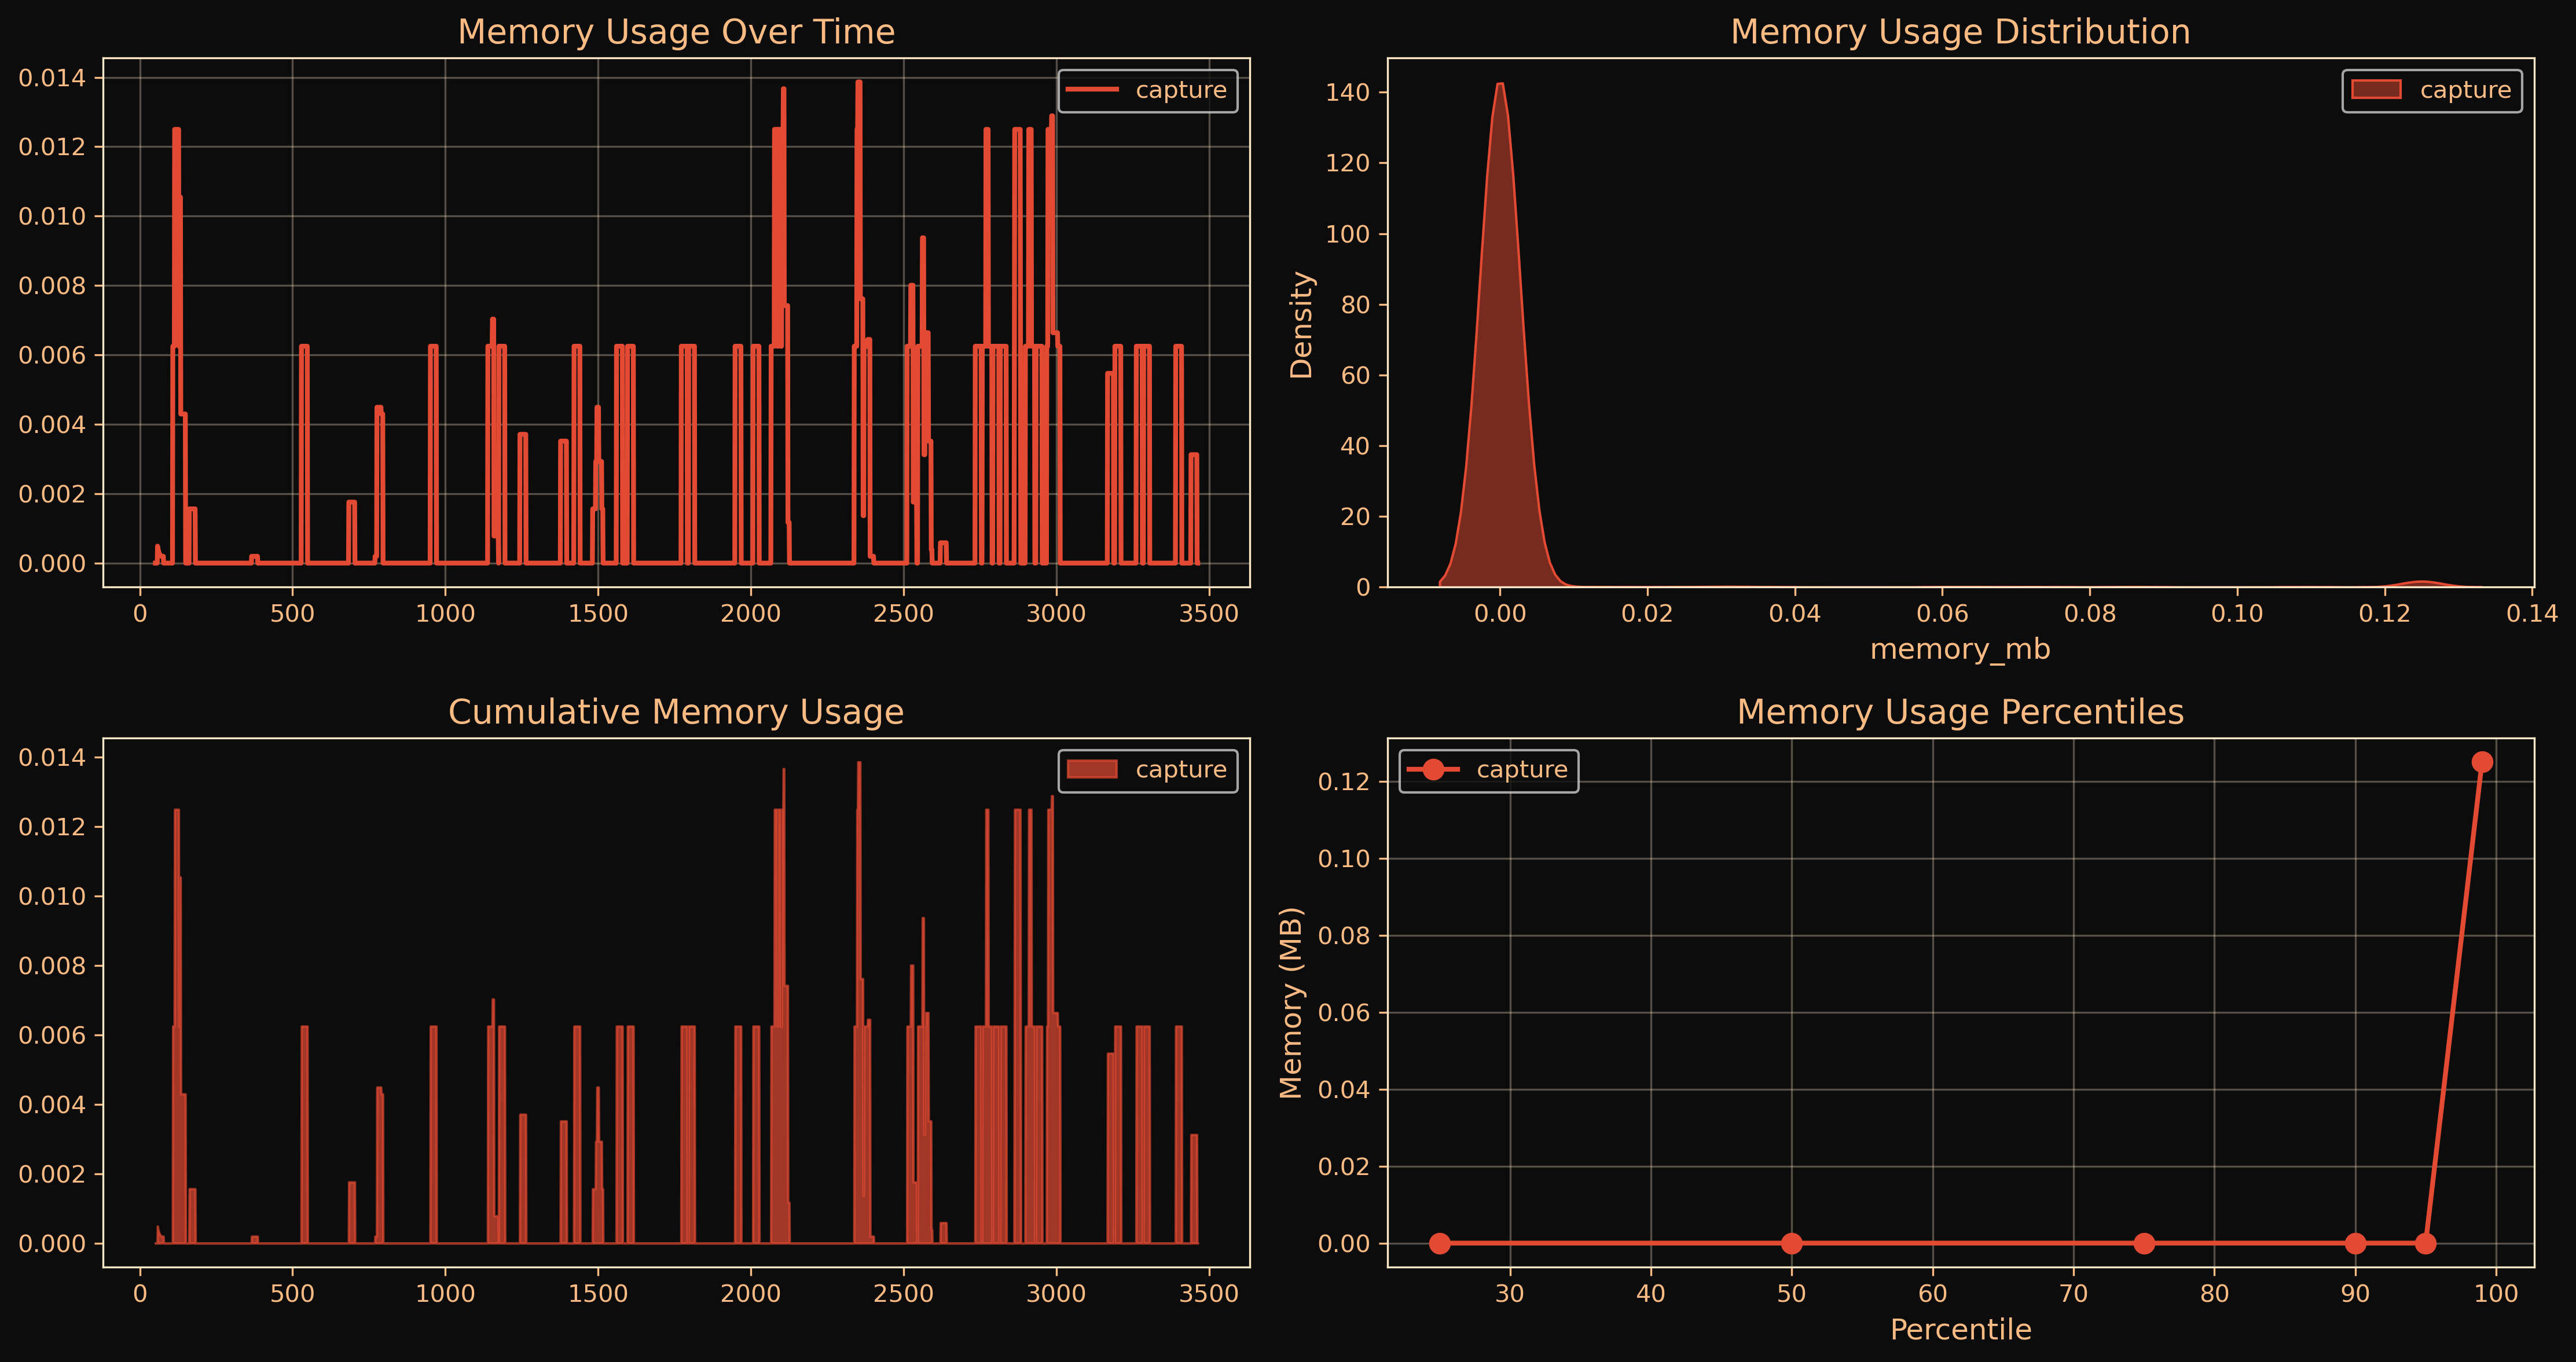 Memory Usage Over Time
0.014
0.012
0.010
0.008
0.006
0.004
0.002
0.000
0 500 1000 1500 2000 2500 3000 3500
capture
Memory Usage Distribution
140
120
100
80
60
40
20
0
Density
0.00 0.02 0.04 0.06 0.08 0.10 0.12 0.14
memory_mb
capture
Cumulative Memory Usage
0.014
0.012
0.010
0.008
0.006
0.004
0.002
0.000
0 500 1000 1500 2000 2500 3000 3500
capture
Memory Usage Percentiles
capture
0.12
0.10
0.08
0.06
0.04
0.02
0.00
Memory (MB)
30 40 50 60 70 80 90 100
Percentile